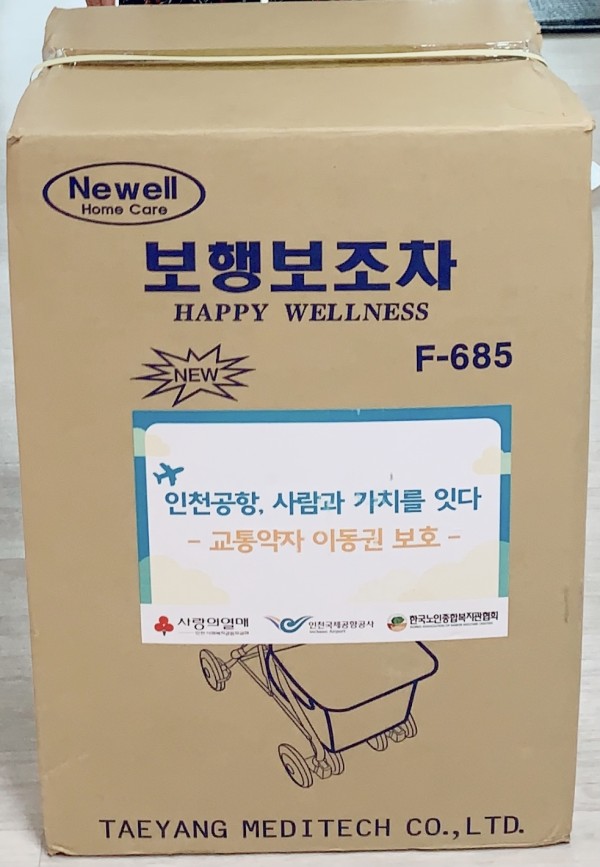 Newell
Home Care
보행보조차
HAPPY WELLNESS
NEW
F-685
인천공항, 사람과 가치를 잇다
- 교통약자 이동권 보호 -
사랑의열매
인천국제공항공사
한국노인종합복지관협회
TAEYANG MEDITECH CO.,LTD.